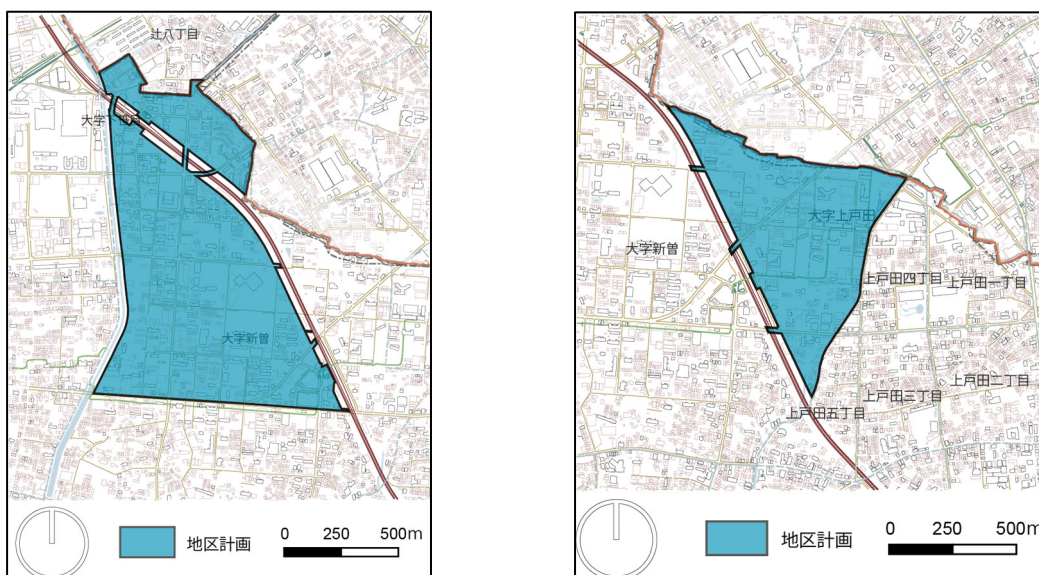 辻八丁目
大字新曽
地区計画
0 250 500m
大字上戸田
大字新曽
上戸田四丁目
上戸田一丁目
上戸田二丁目
上戸田三丁目
上戸田五丁目
地区計画
0 250 500m